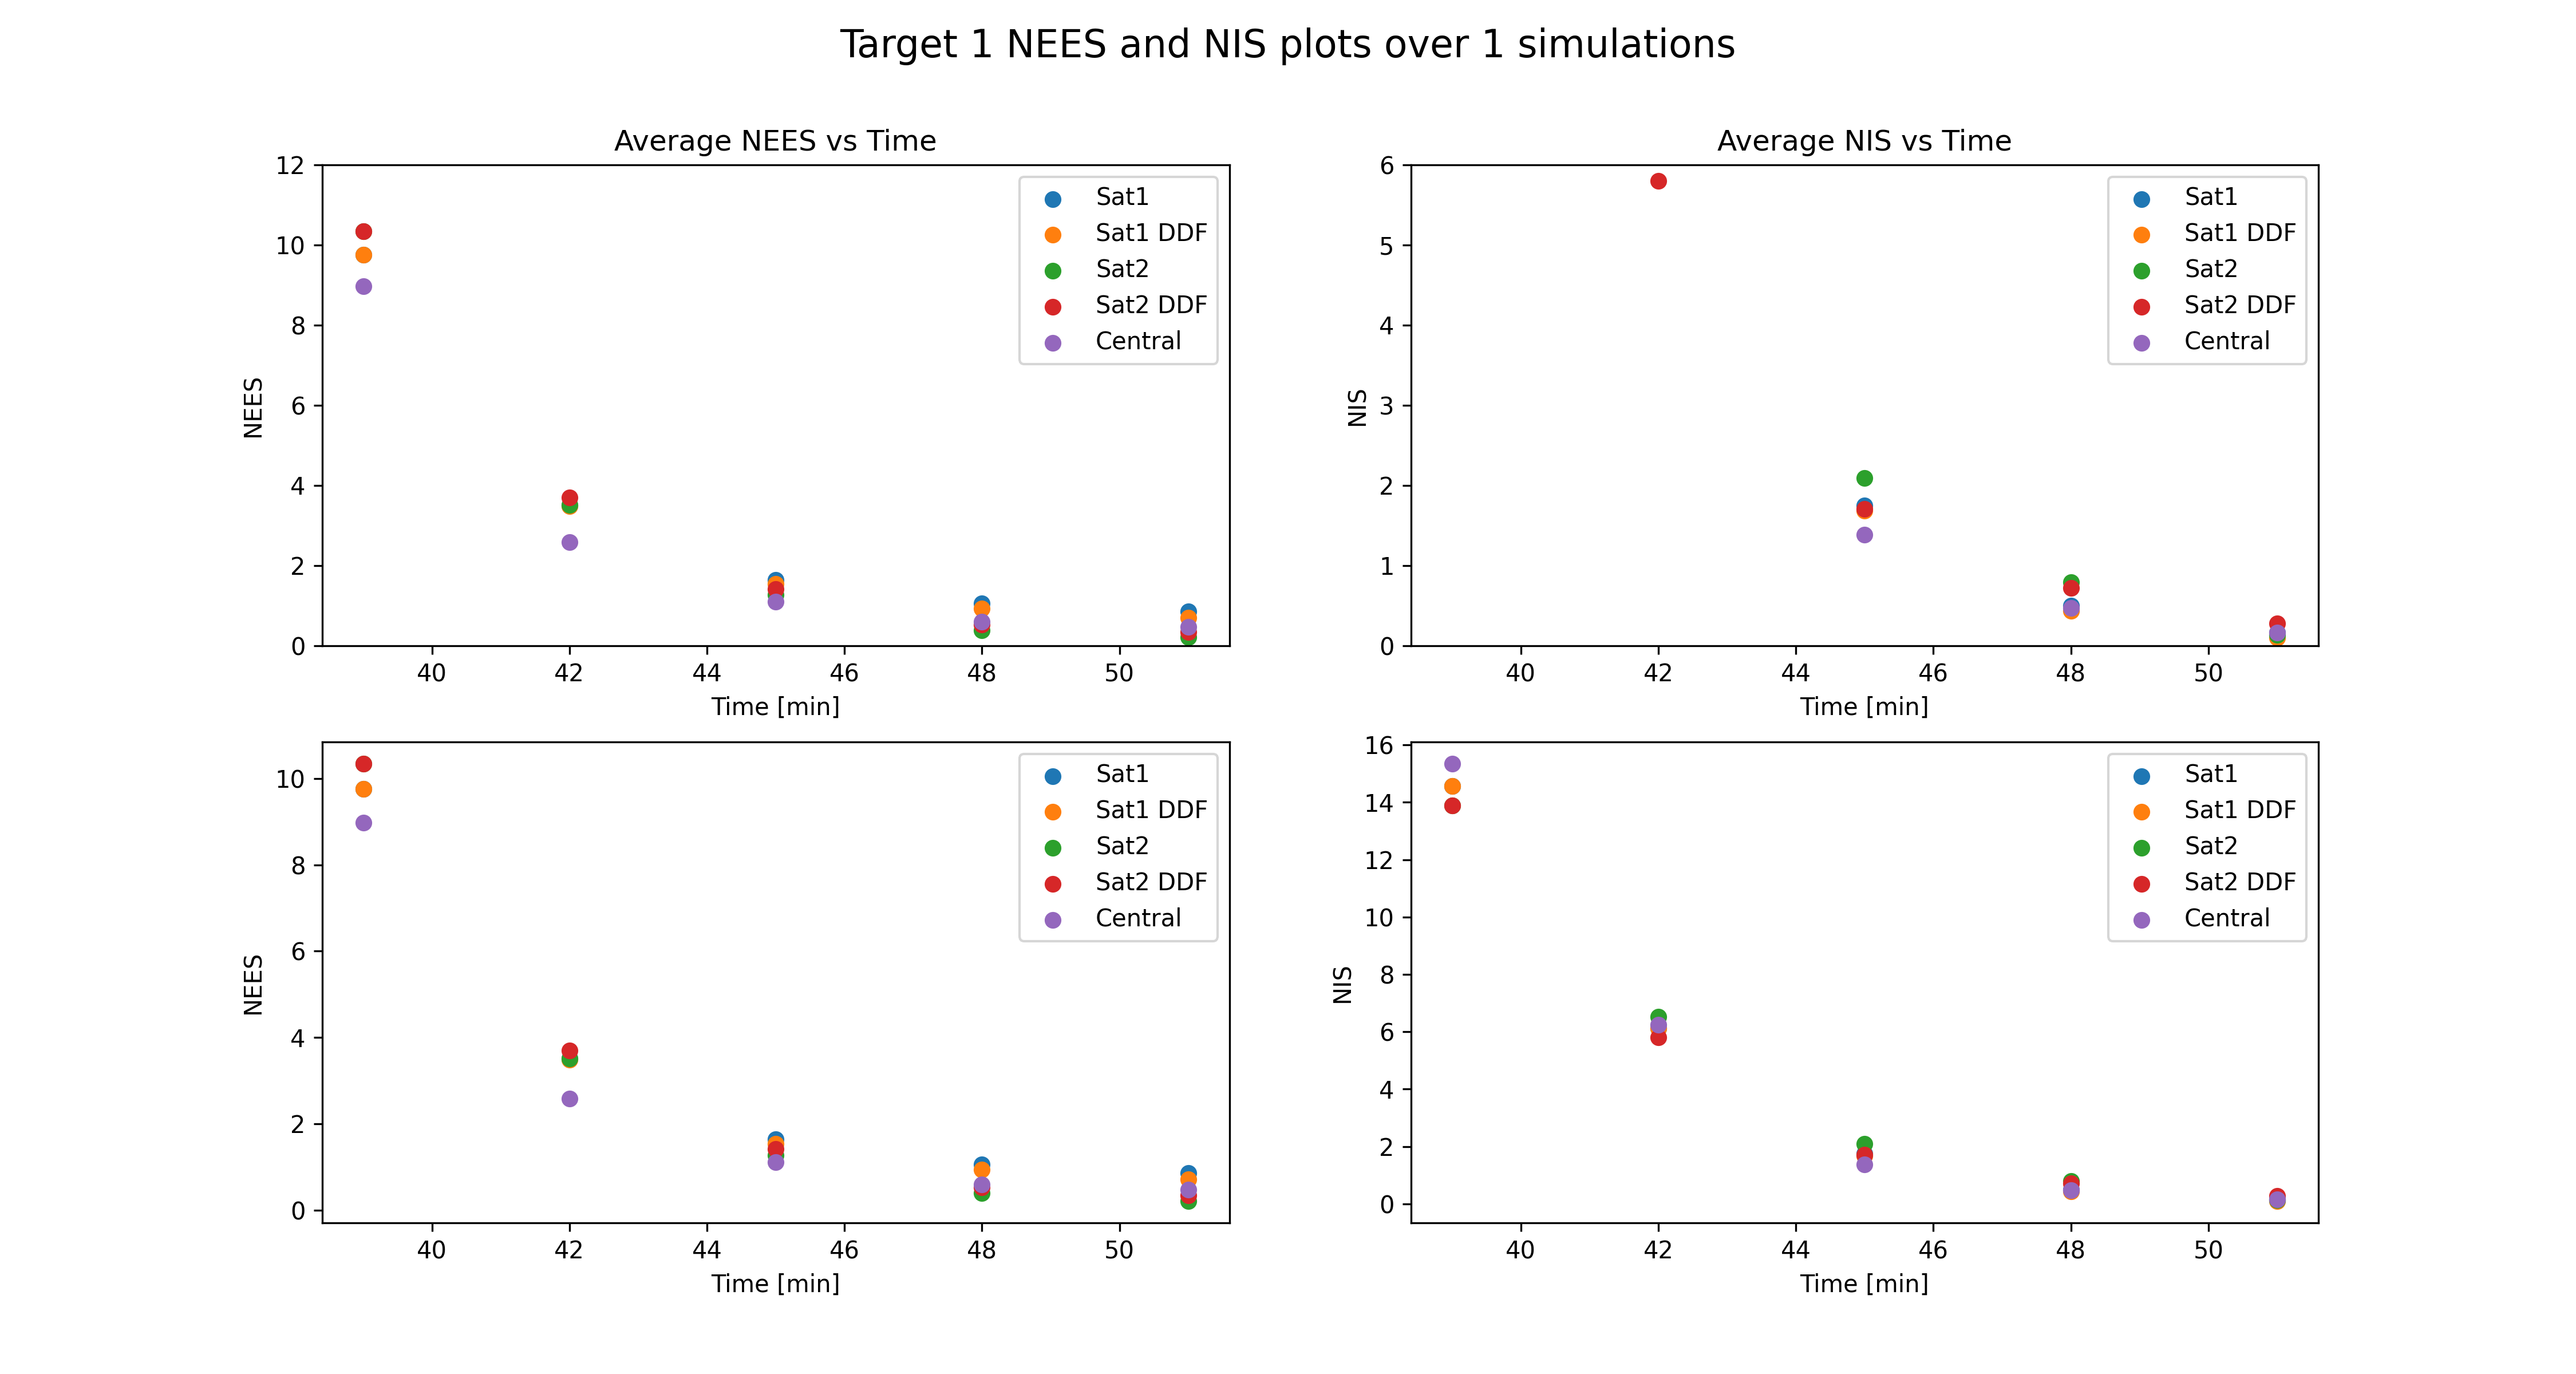 Target 1 NEES and NIS plots over 1 simulations
Average NEES vs Time
12
10
8
6
4
2
0
NEES
40 42 44 46 48 50
Time [min]
Sat1
Sat1 DDF
Sat2
Sat2 DDF
Central
Average NIS vs Time
6
5
4
3
2
1
0
NIS
40 42 44 46 48 50
Time [min]
Sat1
Sat1 DDF
Sat2
Sat2 DDF
Central
10
8
6
4
2
0
NEES
40 42 44 46 48 50
Time [min]
Sat1
Sat1 DDF
Sat2
Sat2 DDF
Central
16
14
12
10
8
6
4
2
0
NIS
40 42 44 46 48 50
Time [min]
Sat1
Sat1 DDF
Sat2
Sat2 DDF
Central